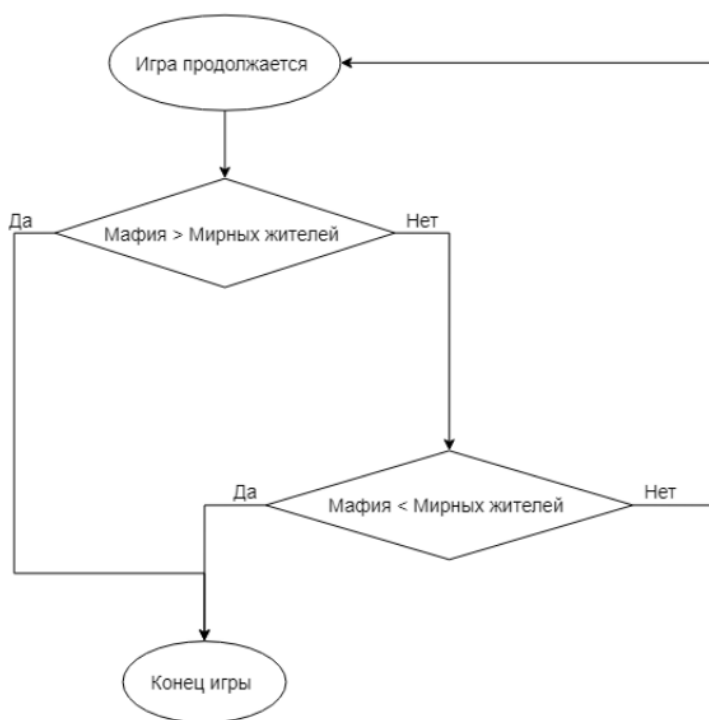 Игра продолжается
Да
Мафия > Мирных жителей
Нет
Да
Мафия < Мирных жителей
Нет
Конец игры